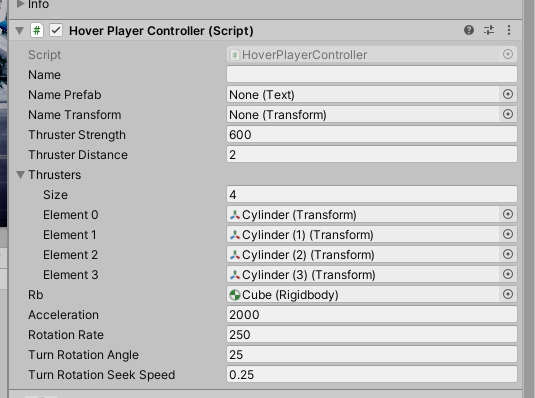 Info
Hover Player Controller (Script)
Script HoverPlayerController
Name
Name Prefab None (Text)
Name Transform None (Transform)
Thruster Strength 600
Thruster Distance 2
Thrusters
Size 4
Element 0 Cylinder (Transform)
Element 1 Cylinder (1) (Transform)
Element 2 Cylinder (2) (Transform)
Element 3 Cylinder (3) (Transform)
Rb Cube (Rigidbody)
Acceleration 2000
Rotation Rate 250
Turn Rotation Angle 25
Turn Rotation Seek Speed 0.25